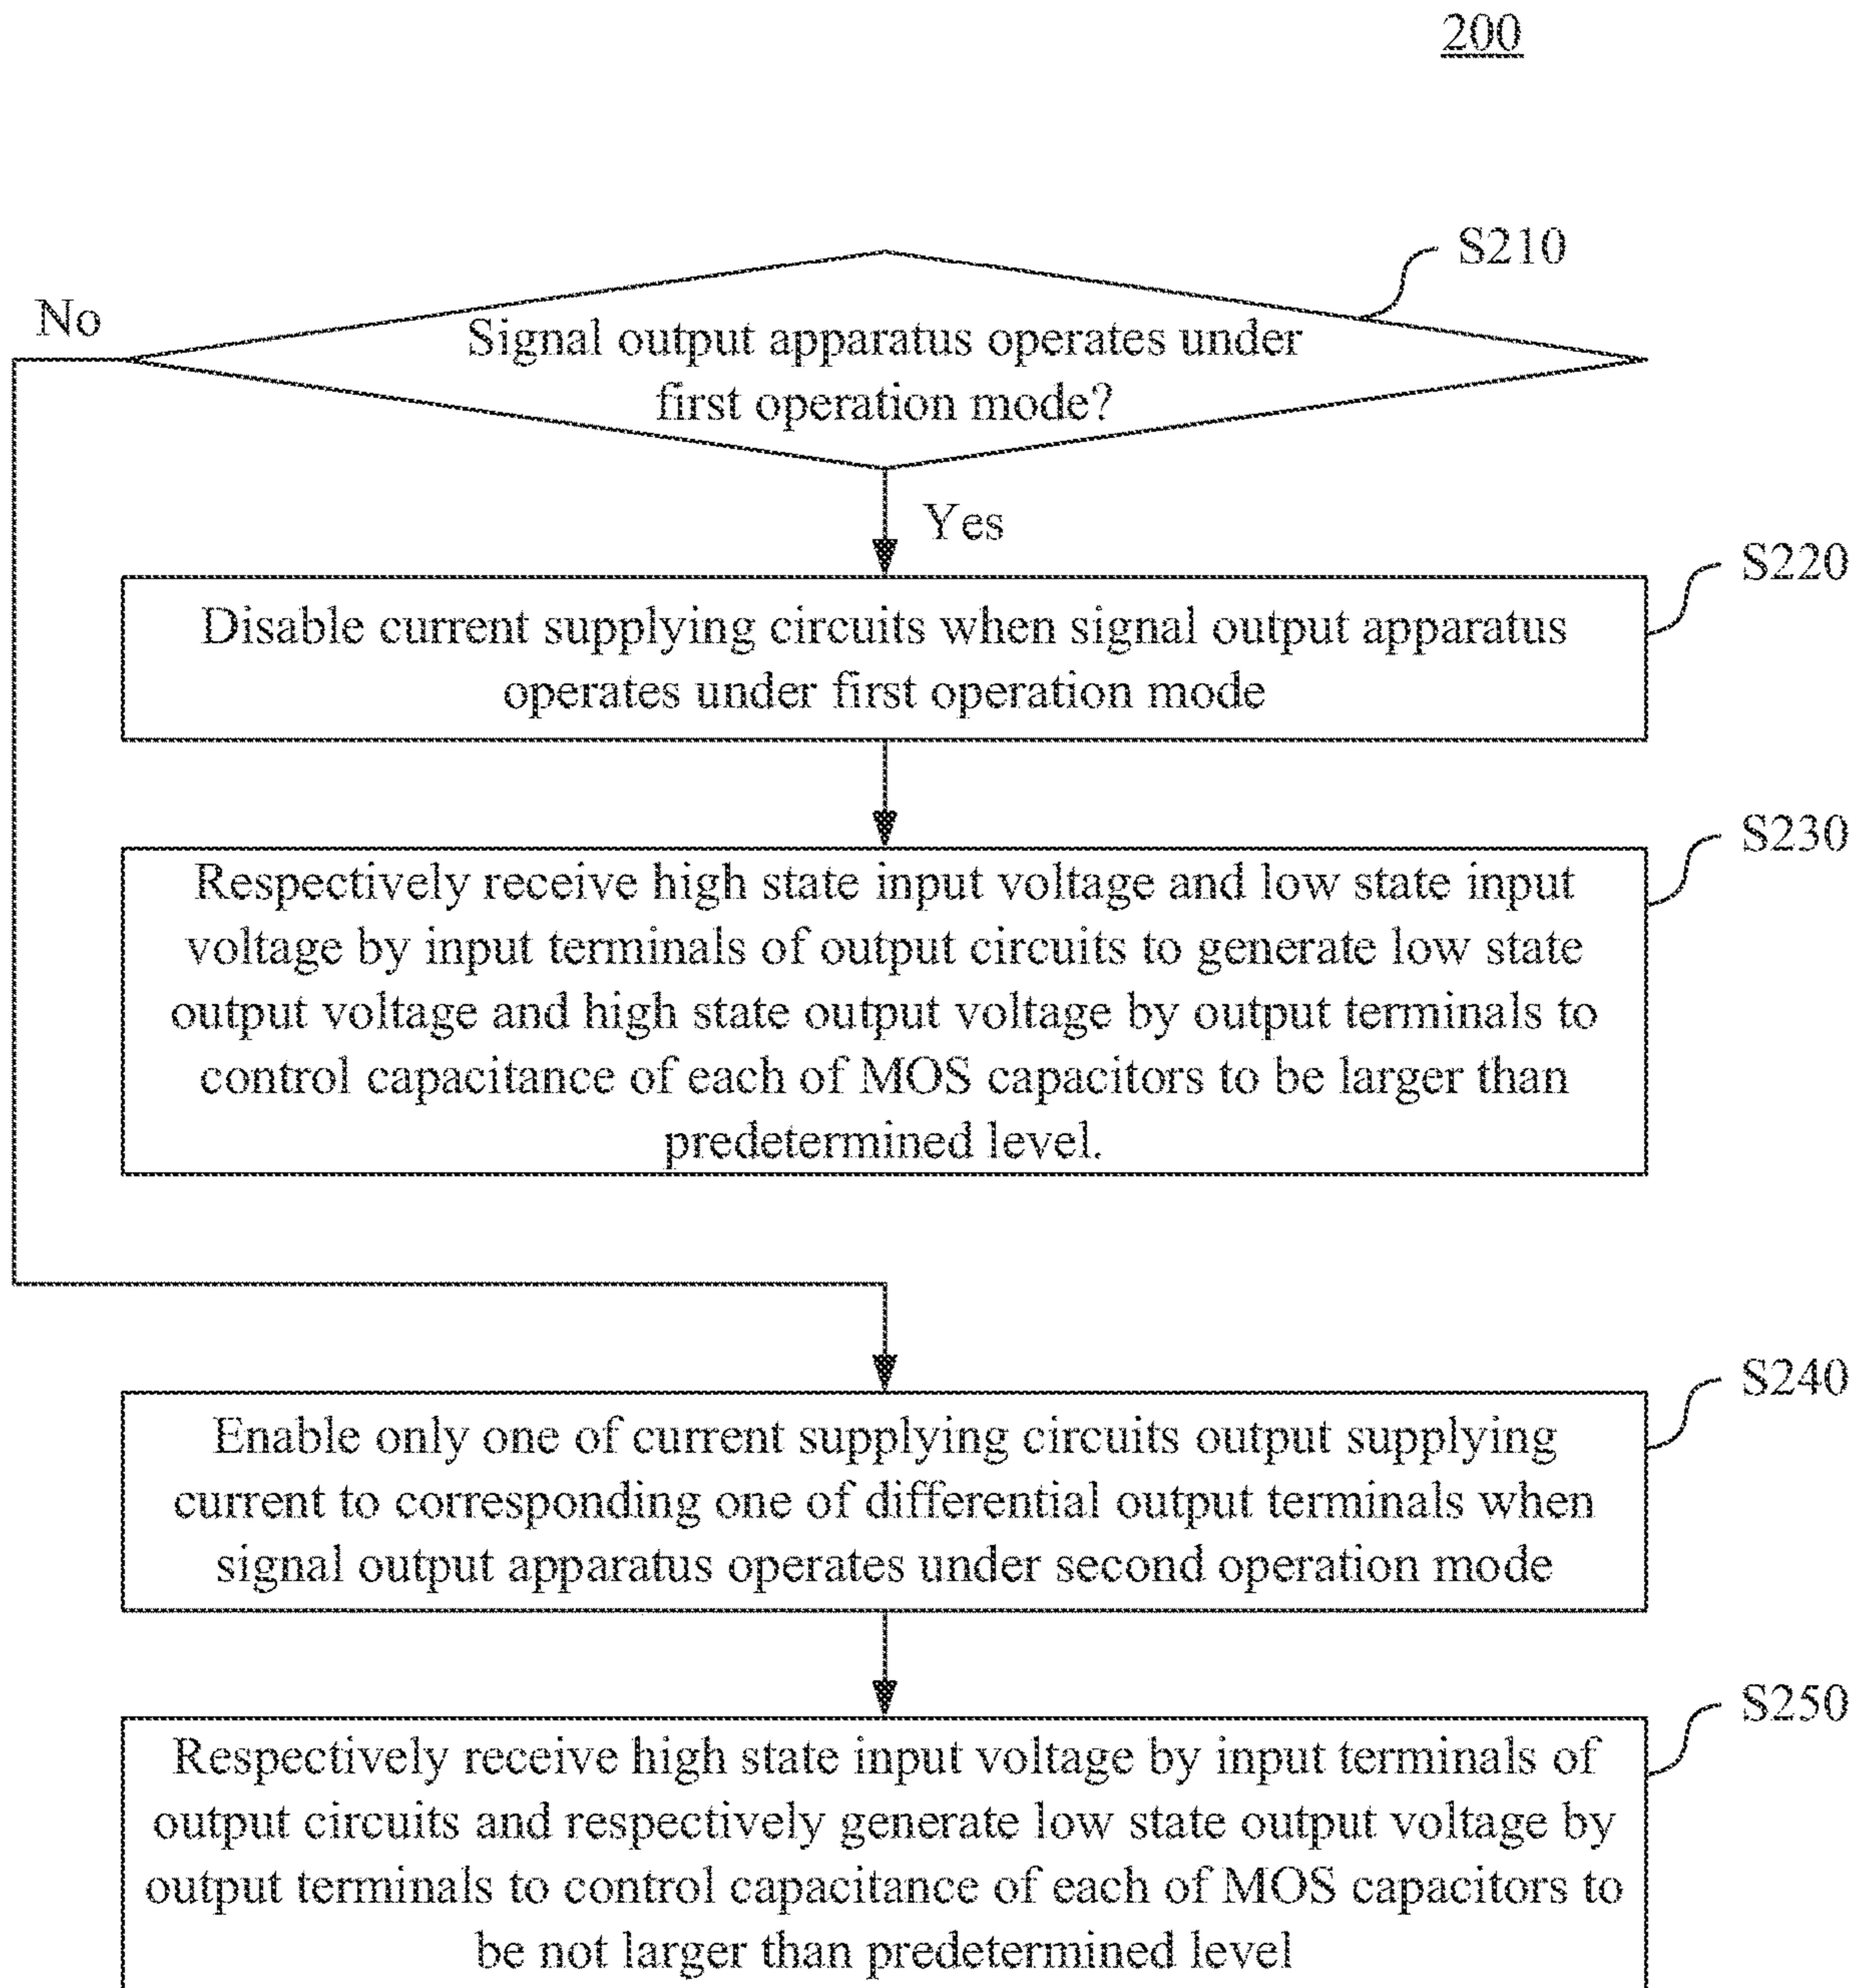 200
S210
No
Signal output apparatus operates under
first operation mode?
Yes
S220
Disable current supplying circuits when signal output apparatus
operates under first operation mode
S230
Respectively receive high state input voltage and low state input
voltage by input terminals of output circuits to generate low state
output voltage and high state output voltage by output terminals to
control capacitance of each of MOS capacitors to be larger than
predetermined level.
S240
Enable only one of current supplying circuits output supplying
current to corresponding one of differential output terminals when
signal output apparatus operates under second operation mode
S250
Respectively receive high state input voltage by input terminals of
output circuits and respectively generate low state output voltage by
output terminals to control capacitance of each of MOS capacitors to
be not larger than predetermined level